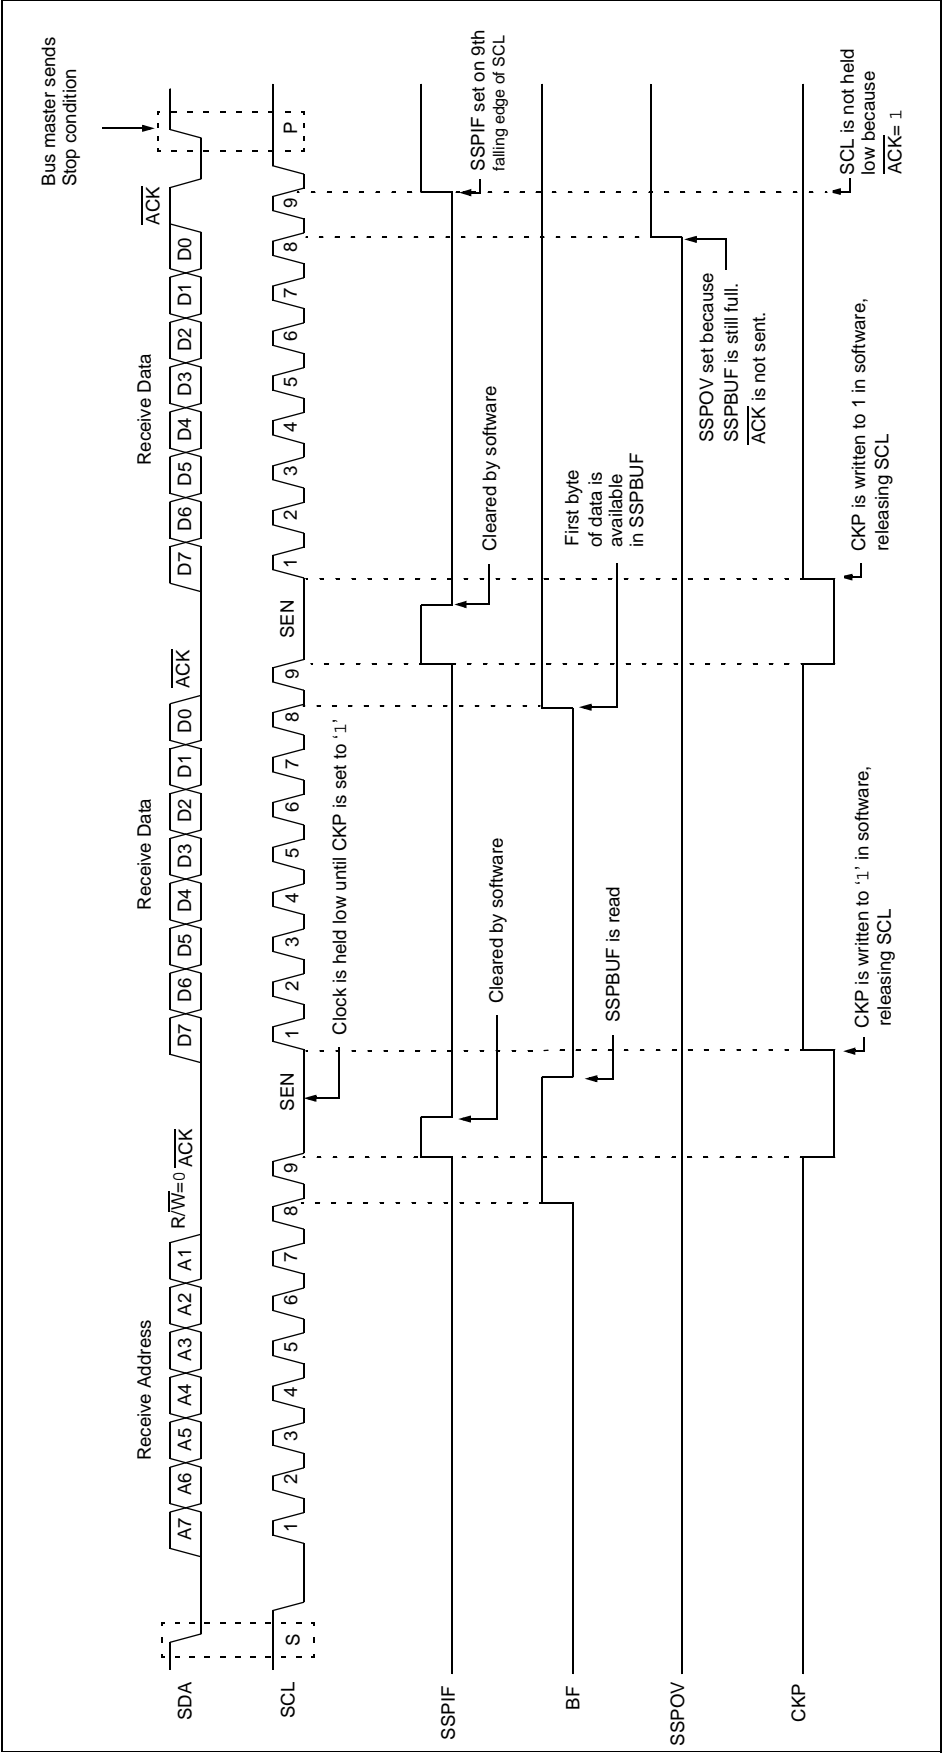 Bus master sends
Stop condition
Receive Address
Receive Data
Receive Data
ACK
SDA
A7 A6 A5 A4 A3 A2 A1 R/W=0 ACK D7 D6 D5 D4 D3 D2 D1 D0 ACK D7 D6 D5 D4 D3 D2 D1 D0
SCL
S 1 2 3 4 5 6 7 8 9 SEN 1 2 3 4 5 6 7 8 9 SEN 1 2 3 4 5 6 7 8 9 P
Clock is held low until CKP is set to ‘1’
SSPIF
Cleared by software
Cleared by software
SSPIF set on 9th
falling edge of SCL
BF
SSPBUF is read
First byte
of data is
available
in SSPBUF
SSPOV
SSPOV set because
SSPBUF is still full.
ACK is not sent.
CKP
CKP is written to ‘1’ in software,
releasing SCL
CKP is written to 1 in software,
releasing SCL
SCL is not held
low because
ACK= 1